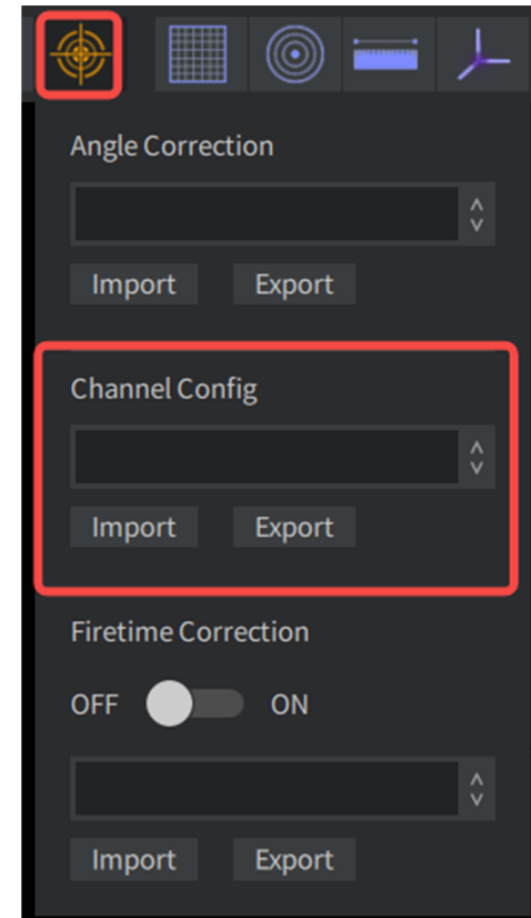 Angle Correction
Import Export
Channel Config
Import Export
Firetime Correction
OFF ON
Import Export